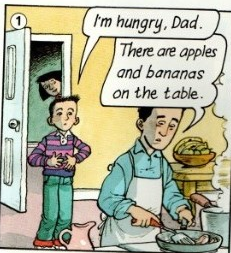 1
I'm hungry, Dad.
There are apples
and bananas
on the table.